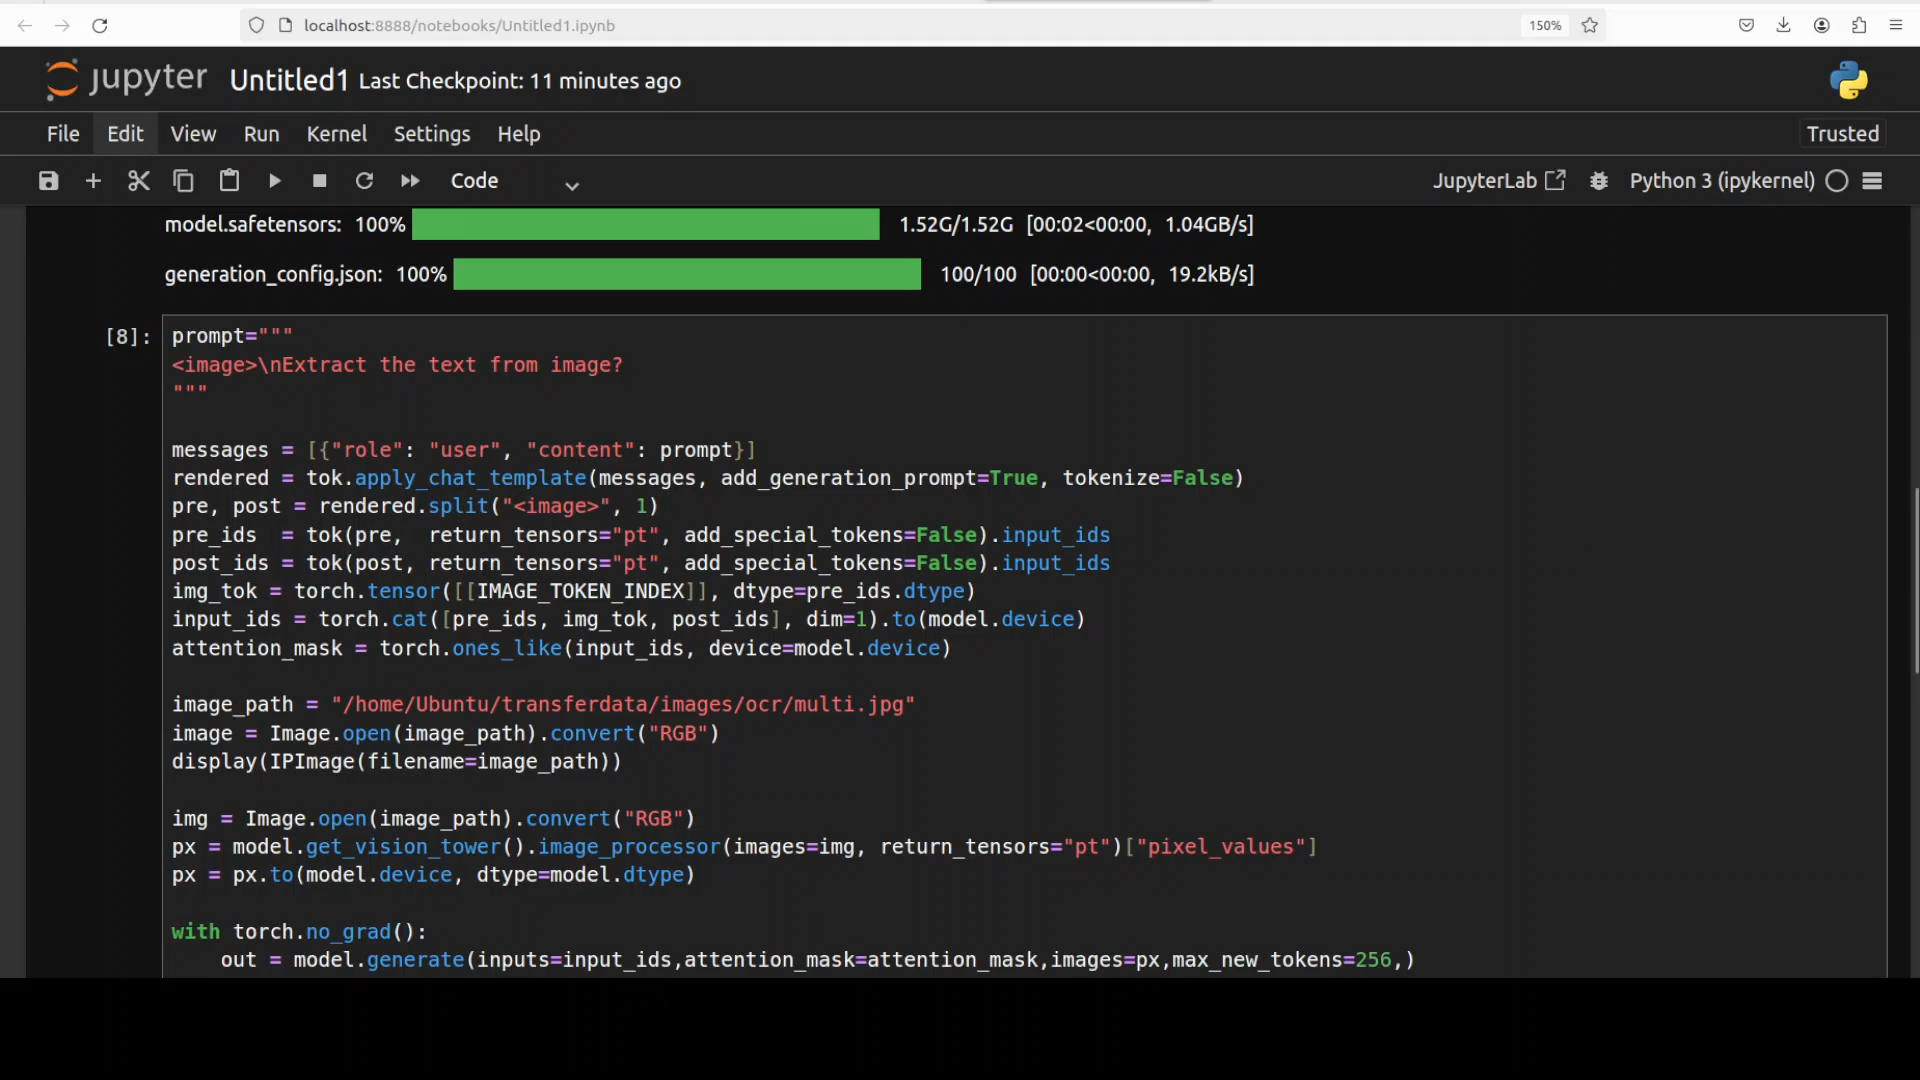 localhost:8888/notebooks/Untitled1.ipynb
150%
jupyter Untitled1 Last Checkpoint: 11 minutes ago
File Edit View Run Kernel Settings Help
Trusted
Code
JupyterLab
Python 3 (ipykernel)
model.safetensors: 100% 1.52G/1.52G [00:02<00:00, 1.04GB/s]
generation_config.json: 100% 100/100 [00:00<00:00, 19.2kB/s]
[8]:
prompt="""
<image>\nExtract the text from image?
"""
messages = [{"role": "user", "content": prompt}]
rendered = tok.apply_chat_template(messages, add_generation_prompt=True, tokenize=False)
pre, post = rendered.split("<image>", 1)
pre_ids  = tok(pre,  return_tensors="pt", add_special_tokens=False).input_ids
post_ids = tok(post, return_tensors="pt", add_special_tokens=False).input_ids
img_tok = torch.tensor([[IMAGE_TOKEN_INDEX]], dtype=pre_ids.dtype)
input_ids = torch.cat([pre_ids, img_tok, post_ids], dim=1).to(model.device)
attention_mask = torch.ones_like(input_ids, device=model.device)
image_path = "/home/Ubuntu/transferdata/images/ocr/multi.jpg"
image = Image.open(image_path).convert("RGB")
display(IPImage(filename=image_path))
img = Image.open(image_path).convert("RGB")
px = model.get_vision_tower().image_processor(images=img, return_tensors="pt")["pixel_values"]
px = px.to(model.device, dtype=model.dtype)
with torch.no_grad():
    out = model.generate(inputs=input_ids,attention_mask=attention_mask,images=px,max_new_tokens=256,)